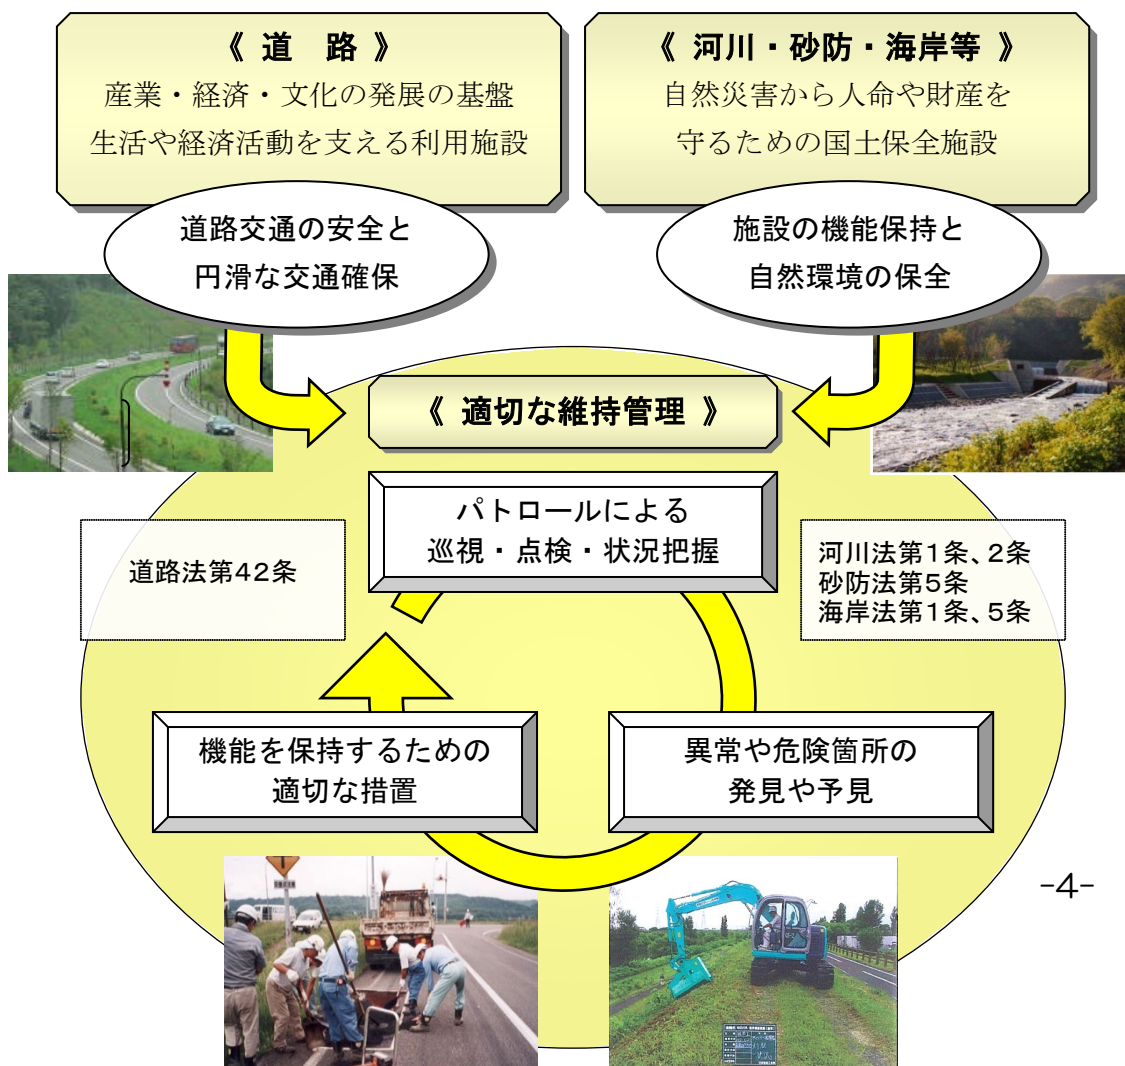 《 道　路 》
産業・経済・文化の発展の基盤
生活や経済活動を支える利用施設
道路交通の安全と
円滑な交通確保
《 河川・砂防・海岸等 》
自然災害から人命や財産を
守るための国土保全施設
施設の機能保持と
自然環境の保全
《 適切な維持管理 》
パトロールによる
巡視・点検・状況把握
道路法第42条
河川法第1条、2条
砂防法第5条
海岸法第1条、5条
機能を保持するための
適切な措置
異常や危険箇所の
発見や予見
-4-